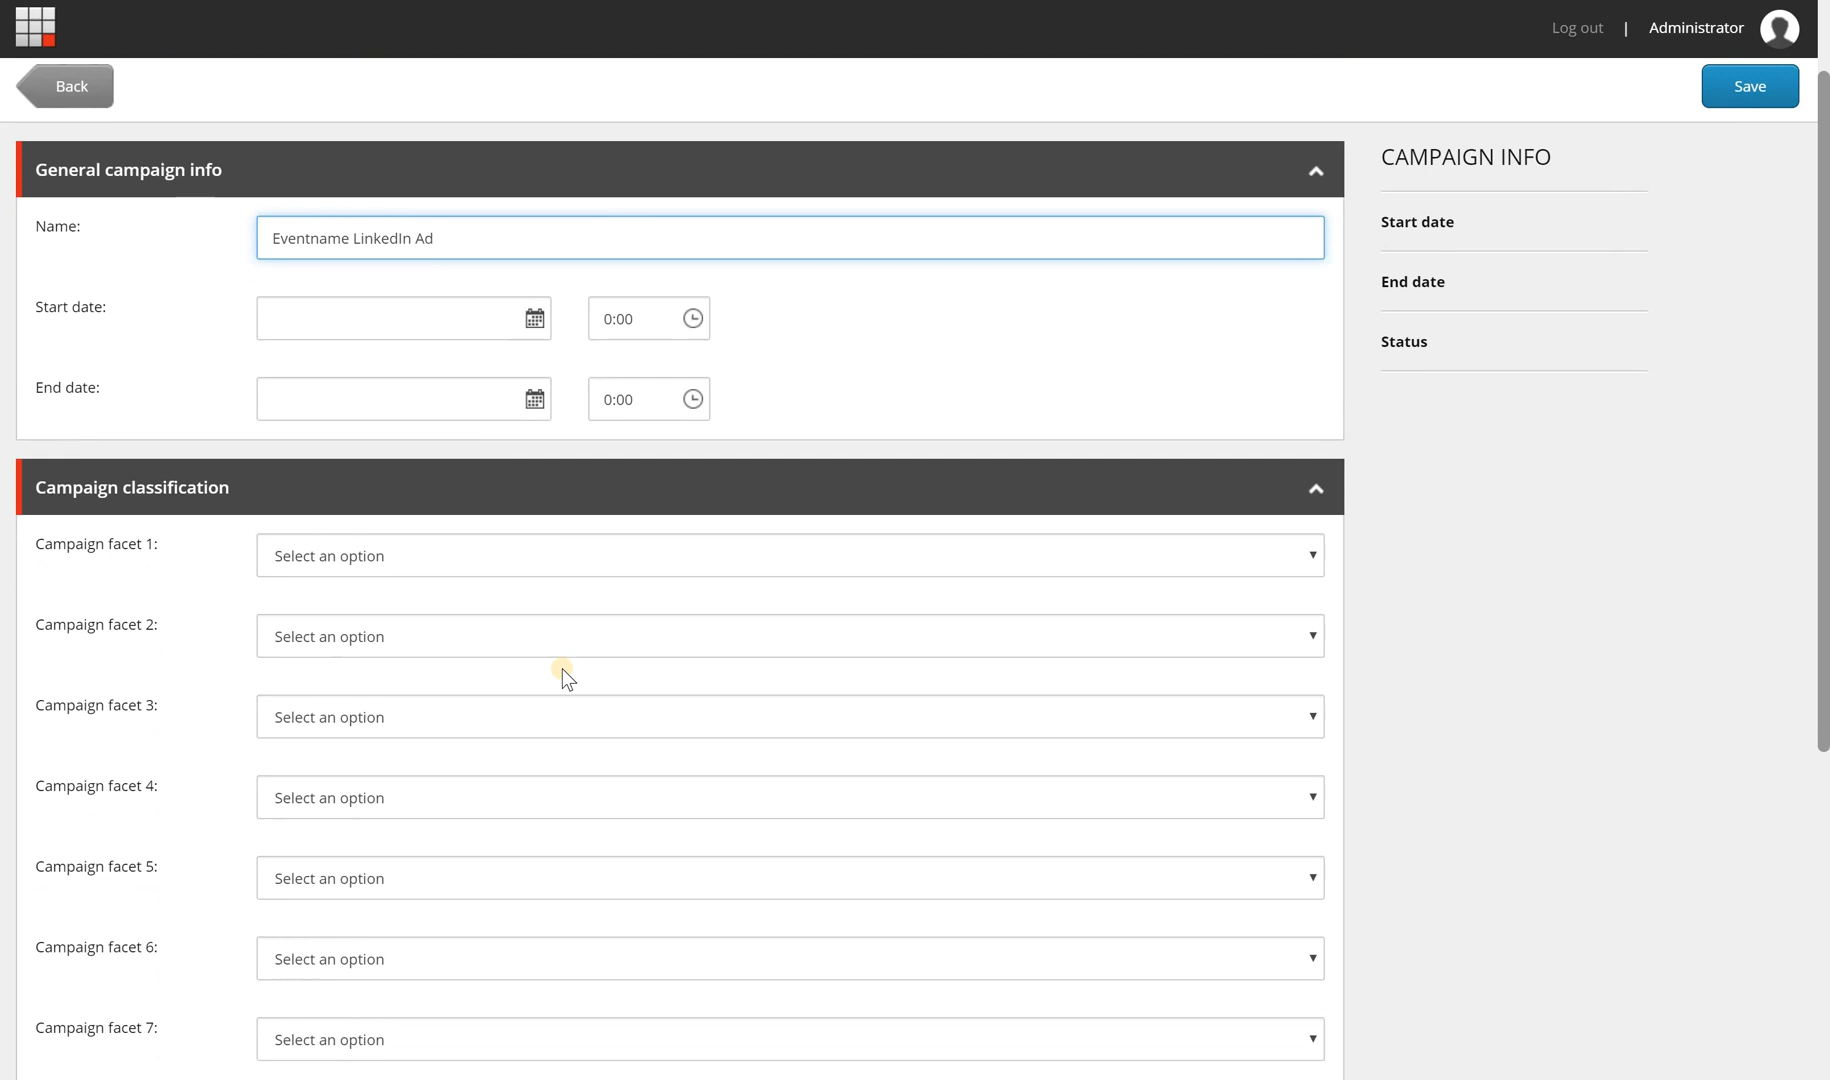 Log out | Administrator
Back
Save
General campaign info
Name:
Eventname LinkedIn Ad
Start date:
0:00
End date:
0:00
Campaign classification
Campaign facet 1:
Select an option
Campaign facet 2:
Select an option
Campaign facet 3:
Select an option
Campaign facet 4:
Select an option
Campaign facet 5:
Select an option
Campaign facet 6:
Select an option
Campaign facet 7:
Select an option
CAMPAIGN INFO
Start date
End date
Status